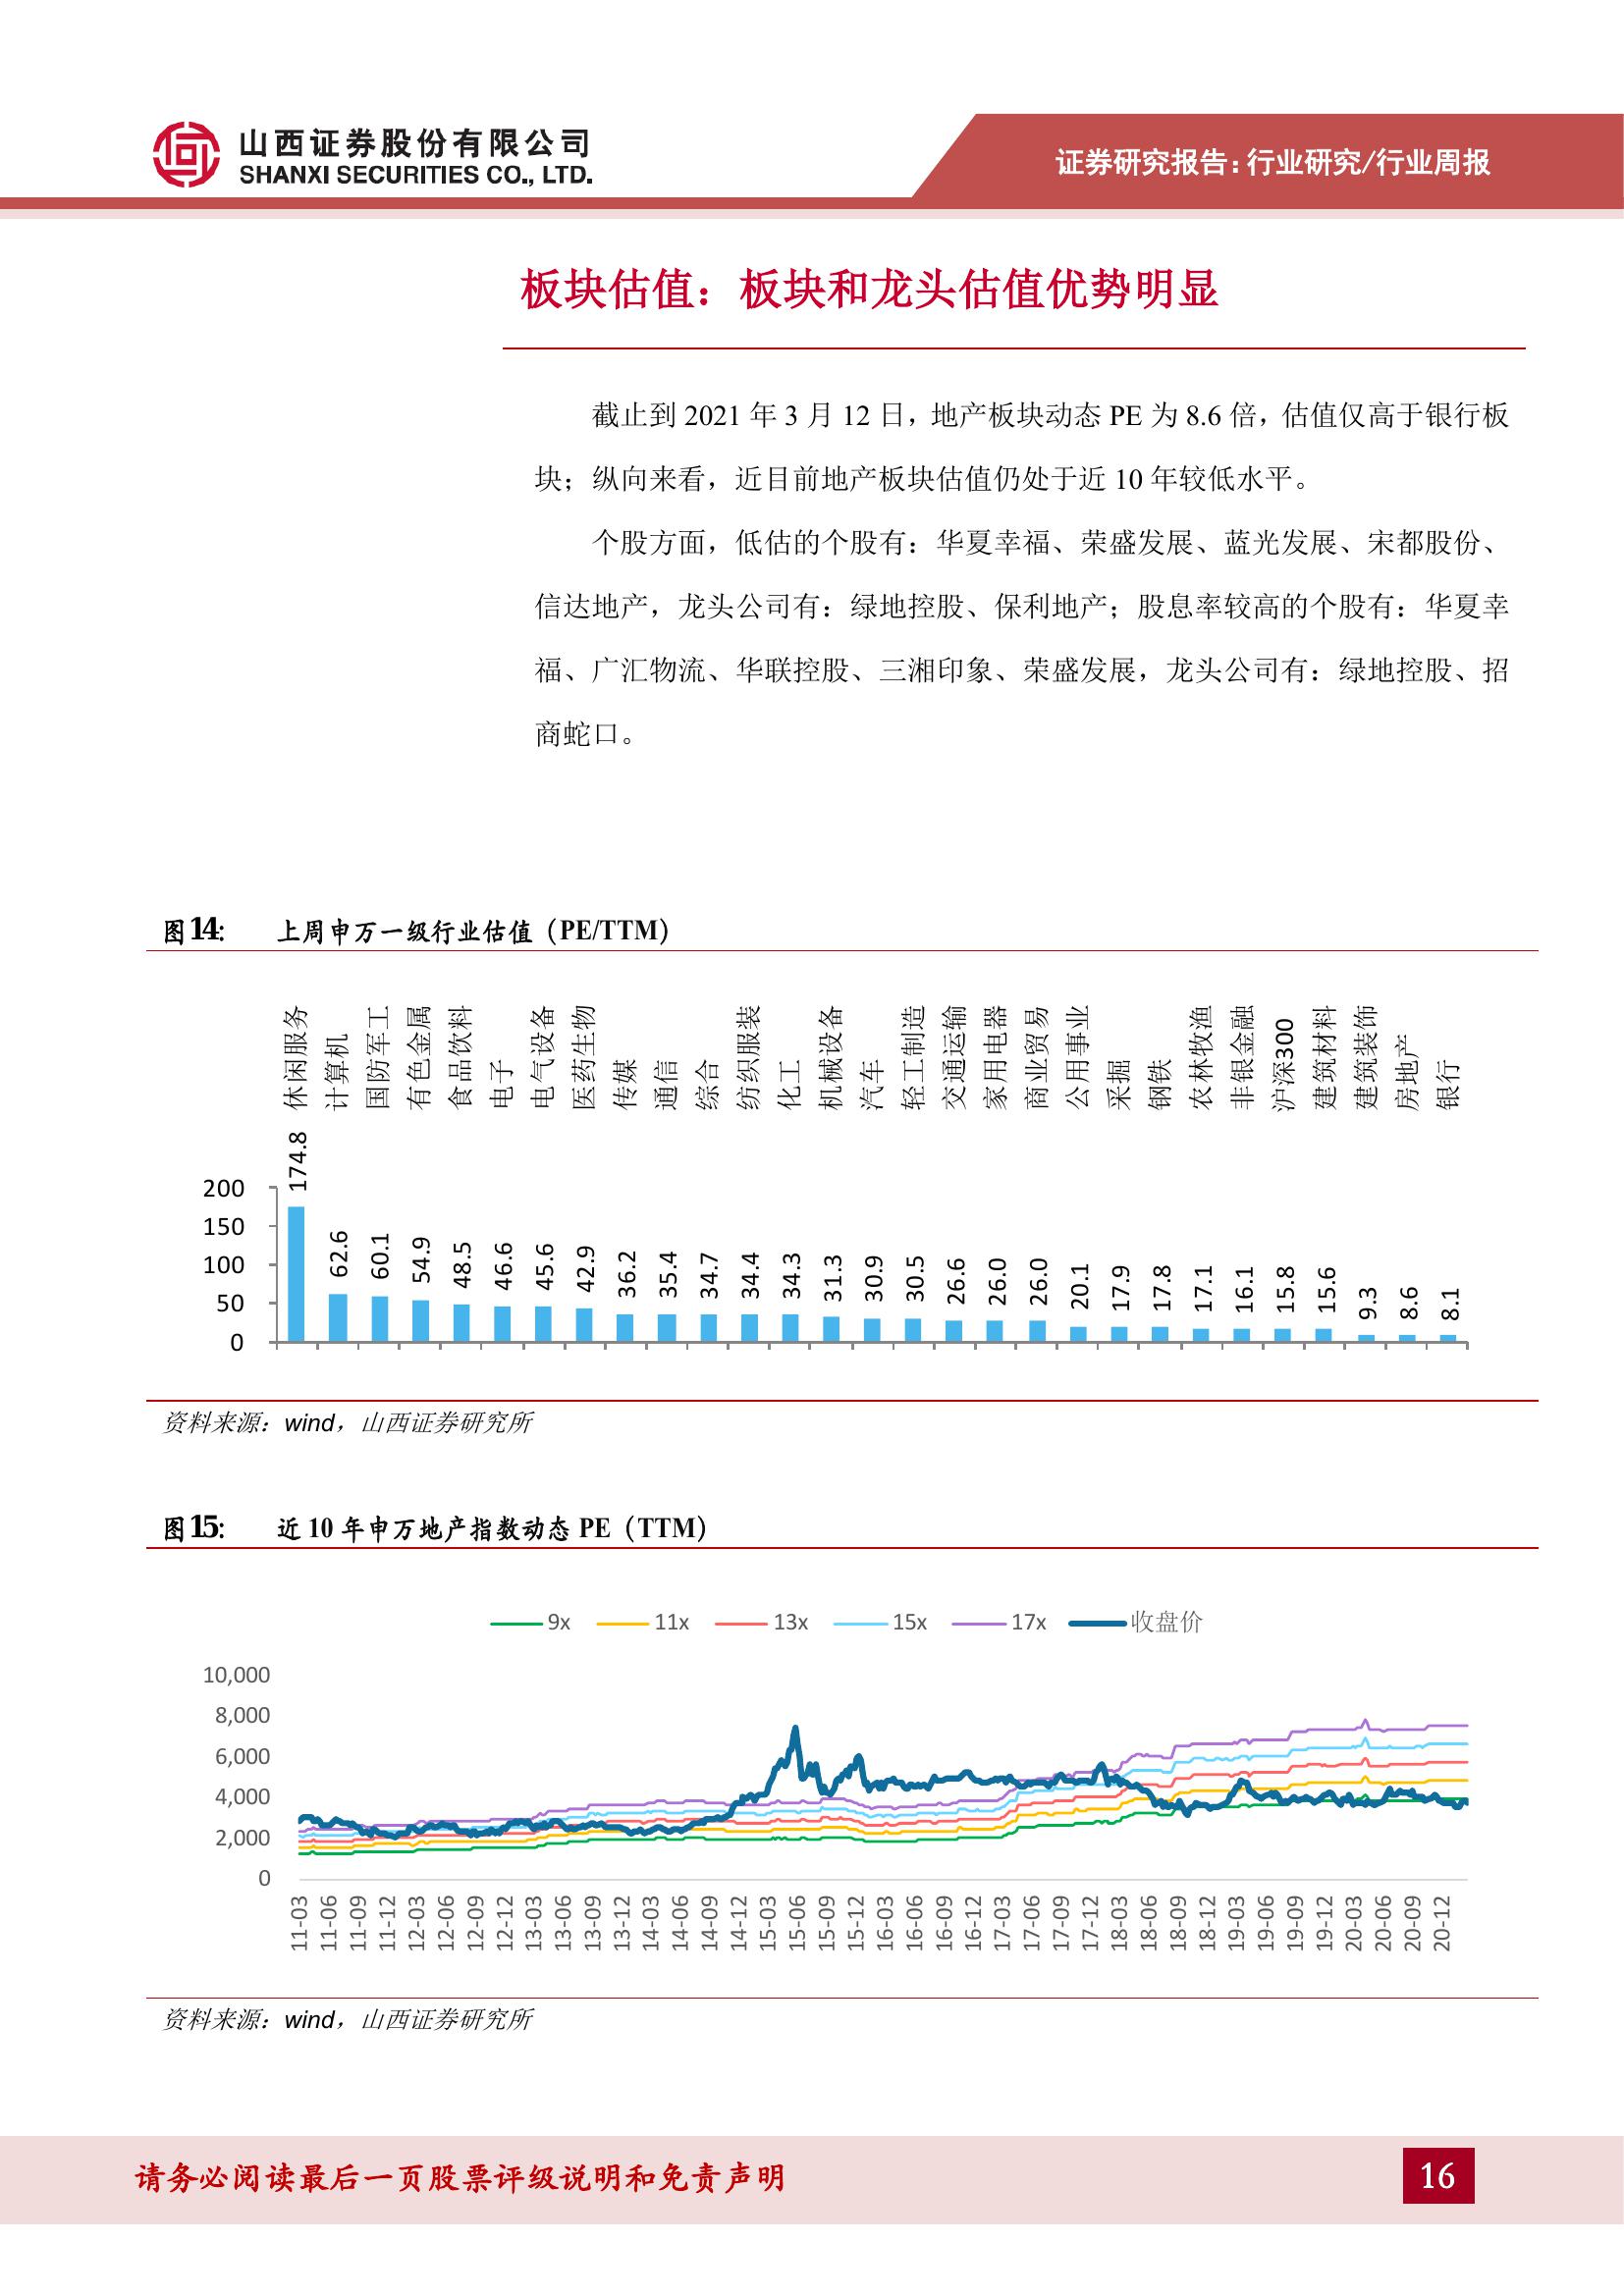 山西证券股份有限公司
SHANXI SECURITIES CO., LTD.
证券研究报告：行业研究/行业周报
板块估值：板块和龙头估值优势明显
截止到 2021 年 3 月 12 日，地产板块动态 PE 为 8.6 倍，估值仅高于银行板
块；纵向来看，近目前地产板块估值仍处于近 10 年较低水平。
个股方面，低估的个股有：华夏幸福、荣盛发展、蓝光发展、宋都股份、
信达地产，龙头公司有：绿地控股、保利地产；股息率较高的个股有：华夏幸
福、广汇物流、华联控股、三湘印象、荣盛发展，龙头公司有：绿地控股、招
商蛇口。
图14: 上周申万一级行业估值（PE/TTM）
休闲服务 计算机 国防军工 有色金属 食品饮料 电子 电气设备 医药生物 传媒 通信 综合 纺织服装 化工 机械设备 汽车 轻工制造 交通运输 家用电器 商业贸易 公用事业 采掘 钢铁 农林牧渔 非银金融 沪深300 建筑材料 建筑装饰 房地产 银行
174.8 62.6 60.1 54.9 48.5 46.6 45.6 42.9 36.2 35.4 34.7 34.4 34.3 31.3 30.9 30.5 26.6 26.0 26.0 20.1 17.9 17.8 17.1 16.1 15.8 15.6 9.3 8.6 8.1
200
150
100
50
0
资料来源：wind，山西证券研究所
图15: 近 10 年申万地产指数动态 PE（TTM）
9x 11x 13x 15x 17x 收盘价
10,000
8,000
6,000
4,000
2,000
0
11-03 11-06 11-09 11-12 12-03 12-06 12-09 12-12 13-03 13-06 13-09 13-12 14-03 14-06 14-09 14-12 15-03 15-06 15-09 15-12 16-03 16-06 16-09 16-12 17-03 17-06 17-09 17-12 18-03 18-06 18-09 18-12 19-03 19-06 19-09 19-12 20-03 20-06 20-09 20-12
资料来源：wind，山西证券研究所
请务必阅读最后一页股票评级说明和免责声明
16